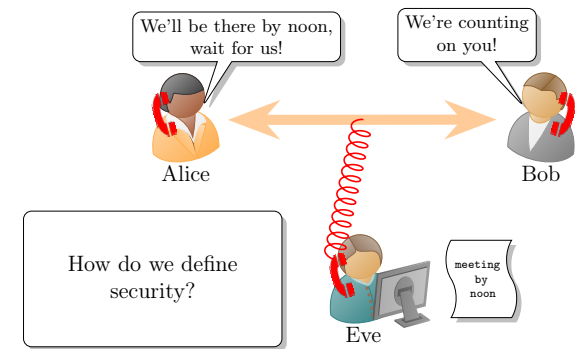 We'll be there by noon,
wait for us!
We're counting
on you!
Alice
Bob
How do we define
security?
meeting
by
noon
Eve